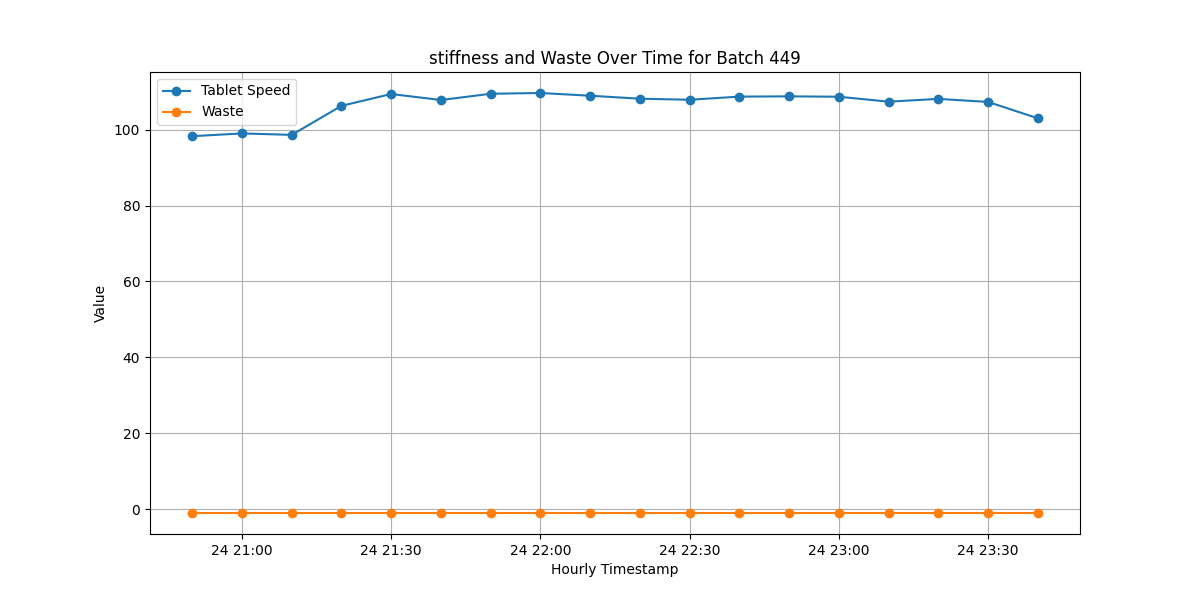 stiffness and Waste Over Time for Batch 449
Tablet Speed
Waste
100
80
60
40
20
0
Value
24 21:00
24 21:30
24 22:00
24 22:30
24 23:00
24 23:30
Hourly Timestamp